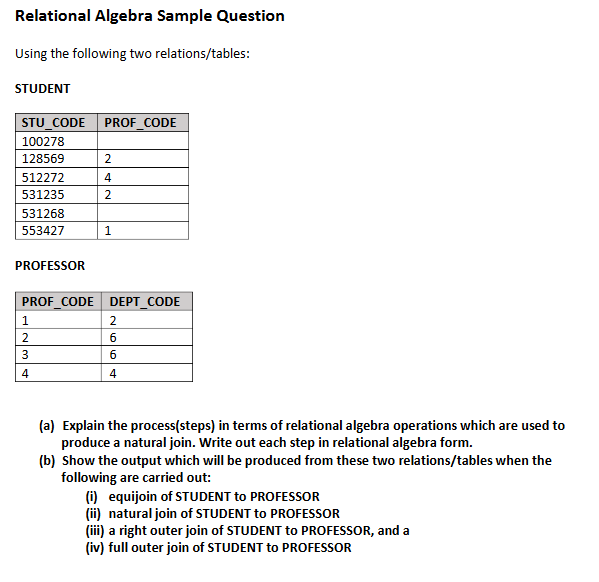 Relational Algebra Sample Question
Using the following two relations/tables:
STUDENT
STU_CODE PROF_CODE
100278
128569 2
512272 4
531235 2
531268
553427 1
PROFESSOR
PROF_CODE DEPT_CODE
1 2
2 6
3 6
4 4
(a) Explain the process(steps) in terms of relational algebra operations which are used to
produce a natural join. Write out each step in relational algebra form.
(b) Show the output which will be produced from these two relations/tables when the
following are carried out:
(i) equijoin of STUDENT to PROFESSOR
(ii) natural join of STUDENT to PROFESSOR
(iii) a right outer join of STUDENT to PROFESSOR, and a
(iv) full outer join of STUDENT to PROFESSOR